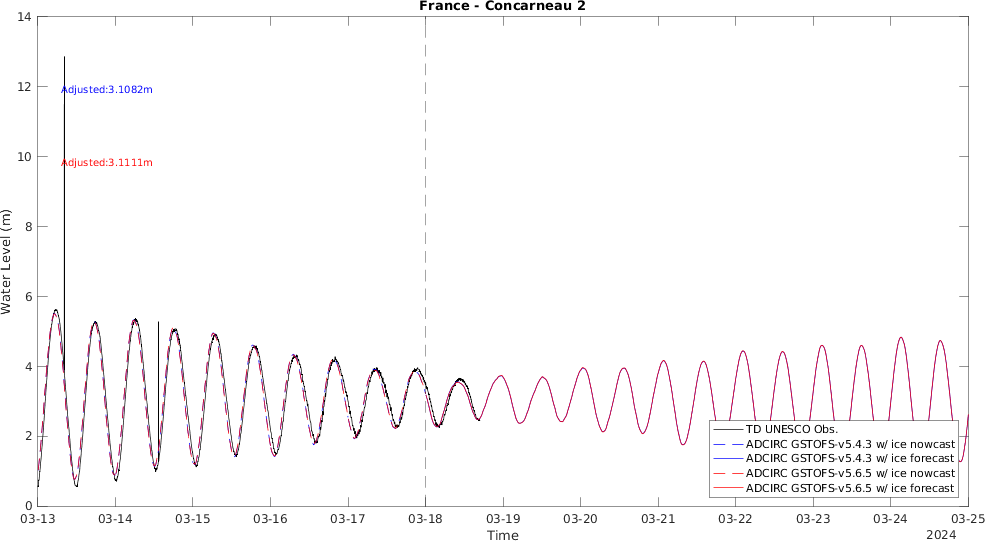 France - Concarneau 2
14
12
10
8
6
4
2
0
Water Level (m)
Adjusted:3.1082m
Adjusted:3.1111m
TD UNESCO Obs.
ADCIRC GSTOFS-v5.4.3 w/ ice nowcast
ADCIRC GSTOFS-v5.4.3 w/ ice forecast
ADCIRC GSTOFS-v5.6.5 w/ ice nowcast
ADCIRC GSTOFS-v5.6.5 w/ ice forecast
03-13 03-14 03-15 03-16 03-17 03-18 03-19 03-20 03-21 03-22 03-23 03-24 03-25
Time
2024